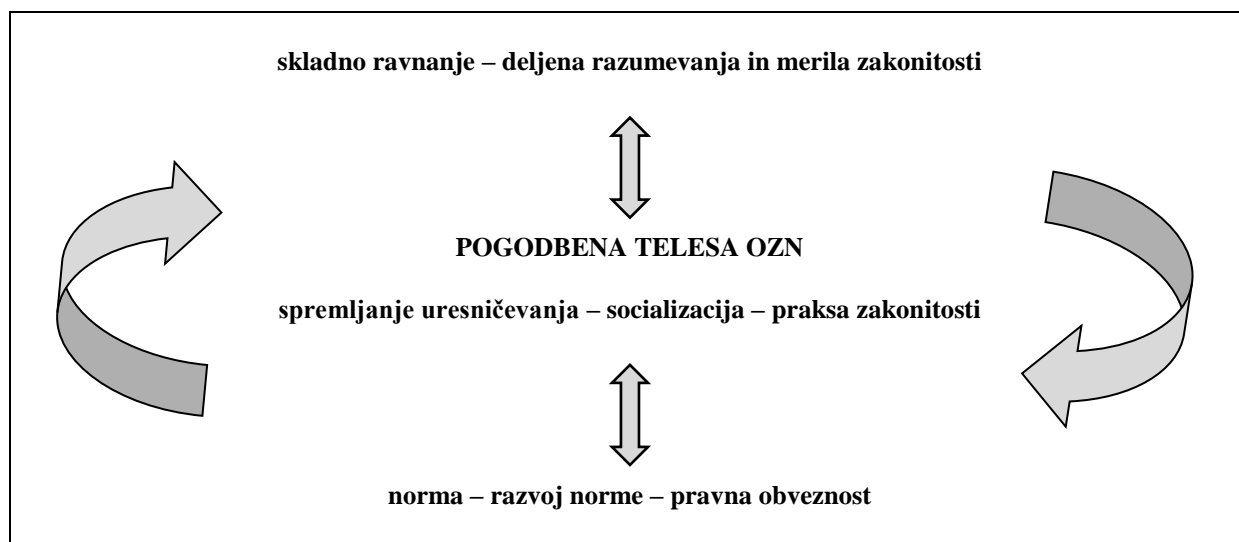 skladno ravnanje – deljena razumevanja in merila zakonitosti
POGODBENA TELESA OZN
spremljanje uresničevanja – socializacija – praksa zakonitosti
norma – razvoj norme – pravna obveznost